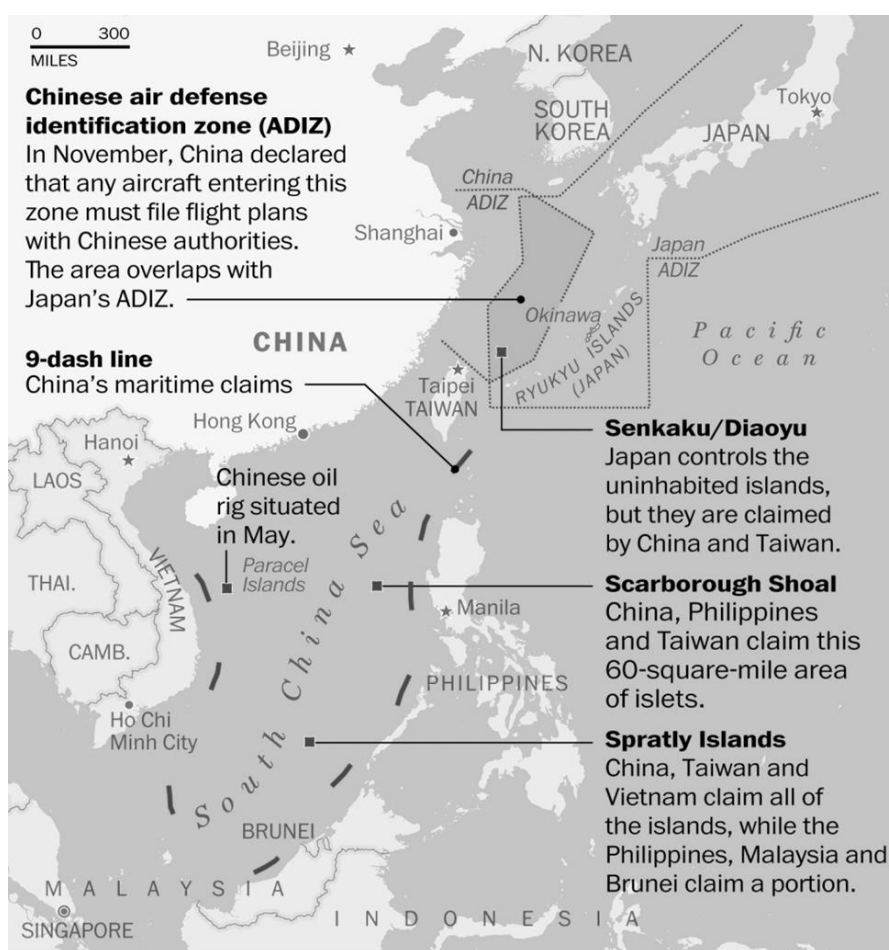 0 300
MILES
Beijing
N. KOREA
Chinese air defense
identification zone (ADIZ)
In November, China declared
that any aircraft entering this
zone must file flight plans
with Chinese authorities.
The area overlaps with
Japan's ADIZ.
SOUTH
KOREA
Tokyo
JAPAN
China
ADIZ
Shanghai
Japan
ADIZ
Okinawa
RYUKYU ISLANDS
(JAPAN)
Pacific
Ocean
CHINA
9-dash line
China's maritime claims
Taipei
TAIWAN
Hong Kong
Hanoi
LAOS
Senkaku/Diaoyu
Japan controls the
uninhabited islands,
but they are claimed
by China and Taiwan.
Chinese oil
rig situated
in May.
Paracel
Islands
South China Sea
VIETNAM
THAI.
Scarborough Shoal
China, Philippines
and Taiwan claim this
60-square-mile area
of islets.
Manila
CAMB.
PHILIPPINES
Ho Chi
Minh City
Spratly Islands
China, Taiwan and
Vietnam claim all of
the islands, while the
Philippines, Malaysia and
Brunei claim a portion.
BRUNEI
MALAYSIA
SINGAPORE
INDONESIA